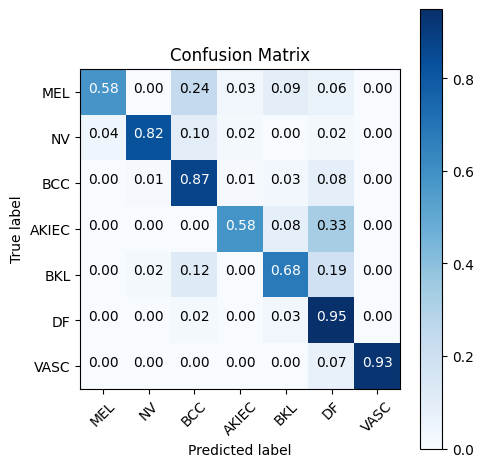 Confusion Matrix
MEL 0.58 0.00 0.24 0.03 0.09 0.06 0.00
NV 0.04 0.82 0.10 0.02 0.00 0.02 0.00
BCC 0.00 0.01 0.87 0.01 0.03 0.08 0.00
AKIEC 0.00 0.00 0.00 0.58 0.08 0.33 0.00
BKL 0.00 0.02 0.12 0.00 0.68 0.19 0.00
DF 0.00 0.00 0.02 0.00 0.03 0.95 0.00
VASC 0.00 0.00 0.00 0.00 0.00 0.07 0.93
MEL NV BCC AKIEC BKL DF VASC
True label
Predicted label
0.8
0.6
0.4
0.2
0.0